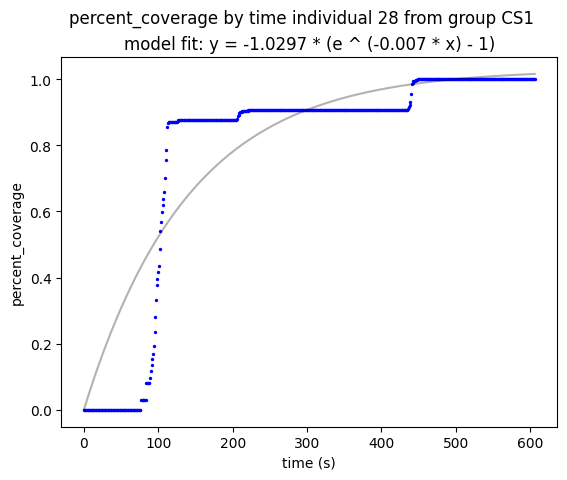 percent_coverage by time individual 28 from group CS1
model fit: y = -1.0297 * (e ^ (-0.007 * x) - 1)
1.0
0.8
0.6
0.4
0.2
0.0
percent_coverage
0 100 200 300 400 500 600
time (s)